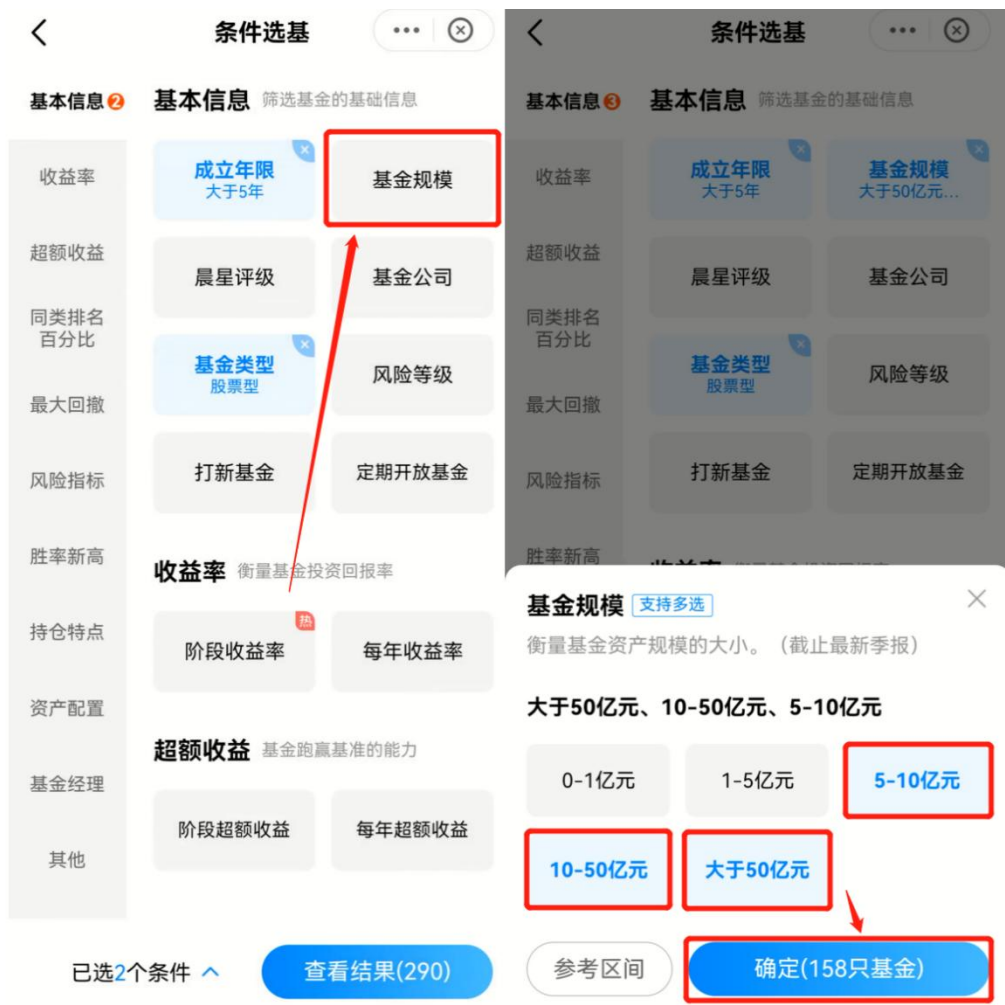 条件选基
基本信息2
基本信息 筛选基金的基础信息
收益率
超额收益
同类排名
百分比
最大回撤
风险指标
胜率新高
持仓特点
资产配置
基金经理
其他
成立年限
大于5年
基金规模
晨星评级
基金公司
基金类型
股票型
风险等级
打新基金
定期开放基金
收益率 衡量基金投资回报率
热
阶段收益率
每年收益率
超额收益 基金跑赢基准的能力
阶段超额收益
每年超额收益
已选2个条件
查看结果(290)
条件选基
基本信息3
基本信息 筛选基金的基础信息
收益率
超额收益
同类排名
百分比
最大回撤
风险指标
胜率新高
成立年限
大于5年
基金规模
大于50亿元...
晨星评级
基金公司
基金类型
股票型
风险等级
打新基金
定期开放基金
基金规模 支持多选
衡量基金资产规模的大小。（截止最新季报）
大于50亿元、10-50亿元、5-10亿元
0-1亿元
1-5亿元
5-10亿元
10-50亿元
大于50亿元
参考区间
确定(158只基金)